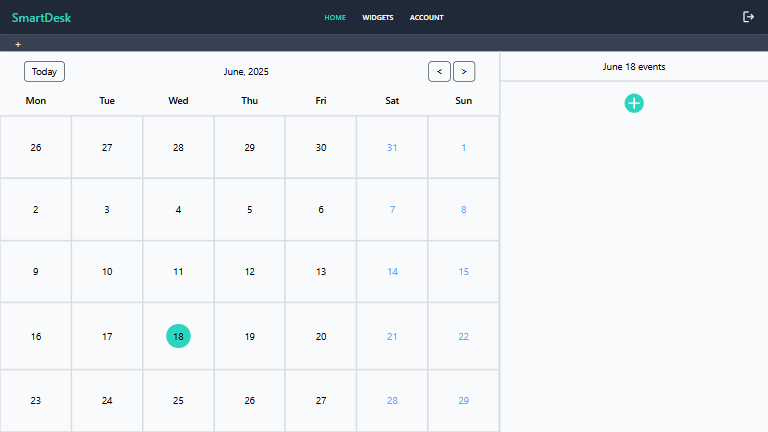 SmartDesk HOME WIDGETS ACCOUNT
+
Today June, 2025 < >
June 18 events
Mon Tue Wed Thu Fri Sat Sun
26 27 28 29 30 31 1
2 3 4 5 6 7 8
9 10 11 12 13 14 15
16 17 18 19 20 21 22
23 24 25 26 27 28 29